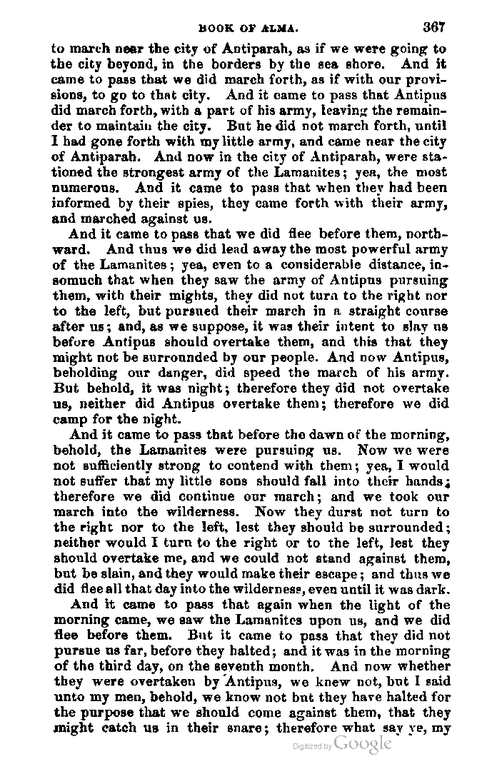 BOOK OF ALMA. 367
to march near the city of Antiparah, as if we were going to
the city beyond, in the borders by the sea shore. And it
came to pass that we did march forth, as if with our provi-
sions, to go to that city. And it came to pass that Antipus
did march forth, with a part of his army, leaving the remain-
der to maintain the city. But he did not march forth, until
I had gone forth with my little army, and came near the city
of Antiparah. And now in the city of Antiparah, were sta-
tioned the strongest army of the Lamanites; yea, the most
numerous. And it came to pass that when they had been
informed by their spies, they came forth with their army,
and marched against us.
And it came to pass that we did flee before them, north-
ward. And thus we did lead away the most powerful army
of the Lamanites; yea, even to a considerable distance, in-
somuch that when they saw the army of Antipus pursuing
them, with their mights, they did not turn to the right nor
to the left, but pursued their march in a straight course
after us; and, as we suppose, it was their intent to slay us
before Antipus should overtake them, and this that they
might not be surrounded by our people. And now Antipus,
beholding our danger, did speed the march of his army.
But behold, it was night; therefore they did not overtake
us, neither did Antipus overtake them; therefore we did
camp for the night.
And it came to pass that before the dawn of the morning,
behold, the Lamanites were pursuing us. Now we were
not sufficiently strong to contend with them; yea, I would
not suffer that my little sons should fall into their hands;
therefore we did continue our march; and we took our
march into the wilderness. Now they durst not turn to
the right nor to the left, lest they should be surrounded;
neither would I turn to the right or to the left, lest they
should overtake me, and we could not stand against them,
but be slain, and they would make their escape; and thus we
did flee all that day into the wilderness, even until it was dark.
And it came to pass that again when the light of the
morning came, we saw the Lamanites upon us, and we did
flee before them. But it came to pass that they did not
pursue us far, before they halted; and it was in the morning
of the third day, on the seventh month. And now whether
they were overtaken by Antipus, we knew not, but I said
unto my men, behold, we know not but they have halted for
the purpose that we should come against them, that they
might catch us in their snare; therefore what say ye, my
Digitized by Google